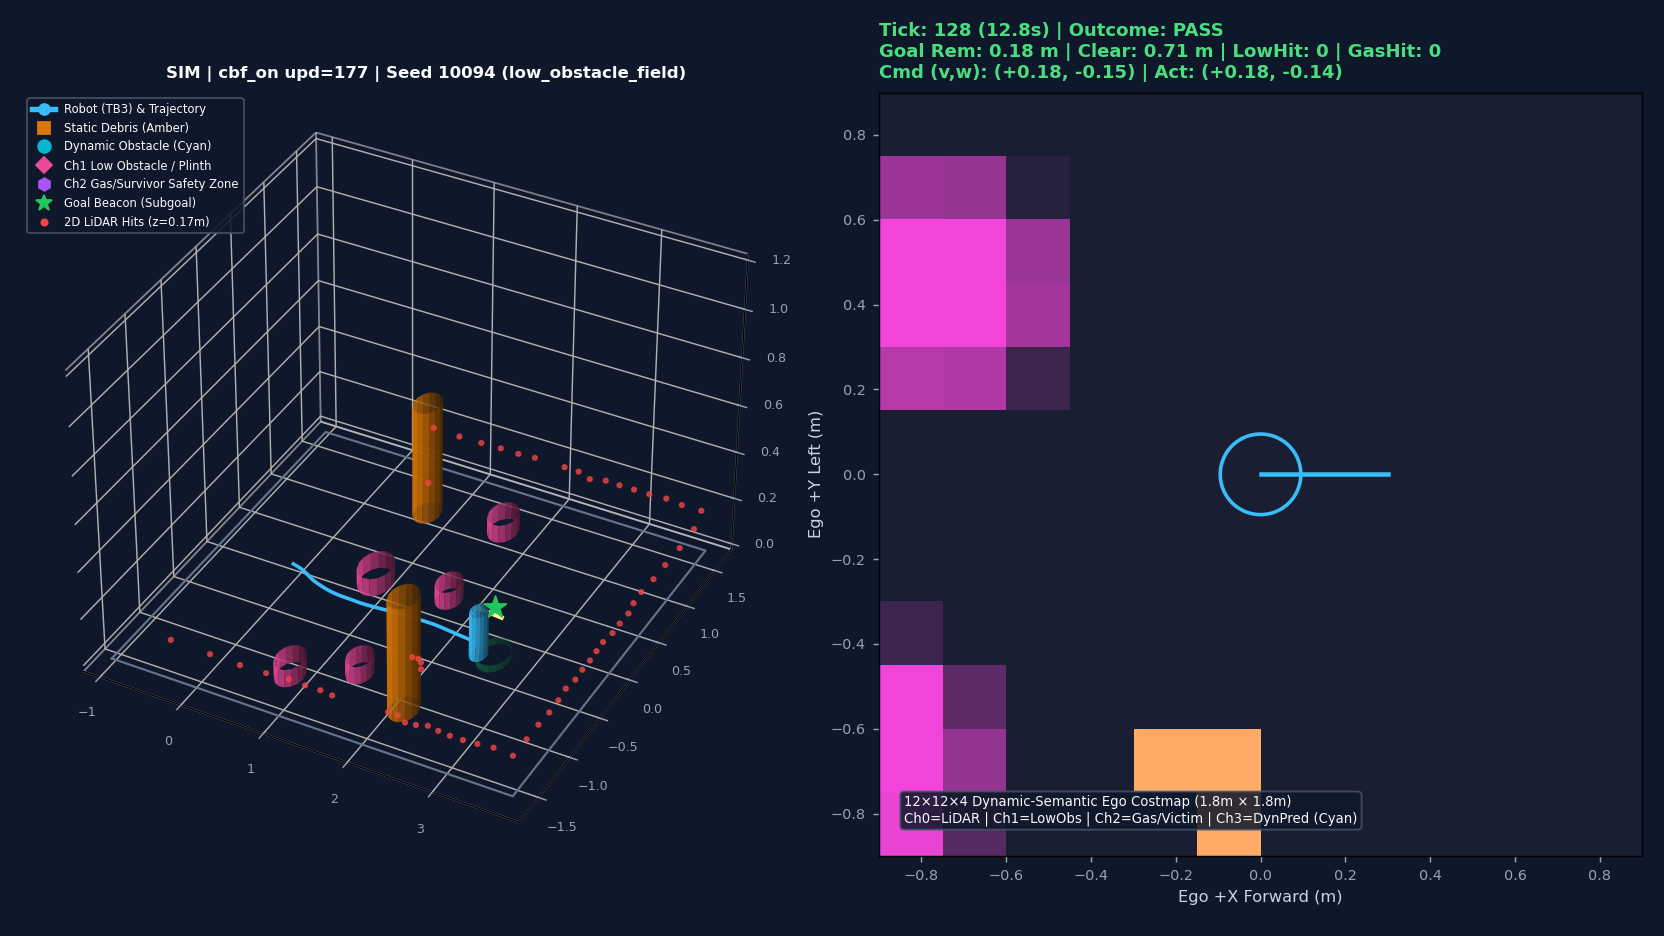 SIM | cbf_on upd=177 | Seed 10094 (low_obstacle_field)
Robot (TB3) & Trajectory
Static Debris (Amber)
Dynamic Obstacle (Cyan)
Ch1 Low Obstacle / Plinth
Ch2 Gas/Survivor Safety Zone
Goal Beacon (Subgoal)
2D LiDAR Hits (z=0.17m)
1.2
1.0
0.8
0.6
0.4
0.2
0.0
1.5
1.0
0.5
0.0
−0.5
−1.0
−1.5
−1
0
1
2
3
Tick: 128 (12.8s) | Outcome: PASS
Goal Rem: 0.18 m | Clear: 0.71 m | LowHit: 0 | GasHit: 0
Cmd (v,w): (+0.18, -0.15) | Act: (+0.18, -0.14)
Ego +Y Left (m)
0.8
0.6
0.4
0.2
0.0
−0.2
−0.4
−0.6
−0.8
12×12×4 Dynamic-Semantic Ego Costmap (1.8m × 1.8m)
Ch0=LiDAR | Ch1=LowObs | Ch2=Gas/Victim | Ch3=DynPred (Cyan)
−0.8 −0.6 −0.4 −0.2 0.0 0.2 0.4 0.6 0.8
Ego +X Forward (m)